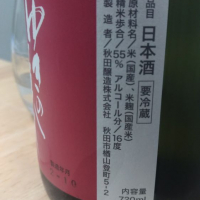 品目 日本酒 要冷蔵
原材料名/米(国産)、米麹(国産米)
精米歩合/55% アルコール分/16度
製造者/秋田醸造株式会社
秋田市楢山登町5-2
内容量
720ml
ゆき